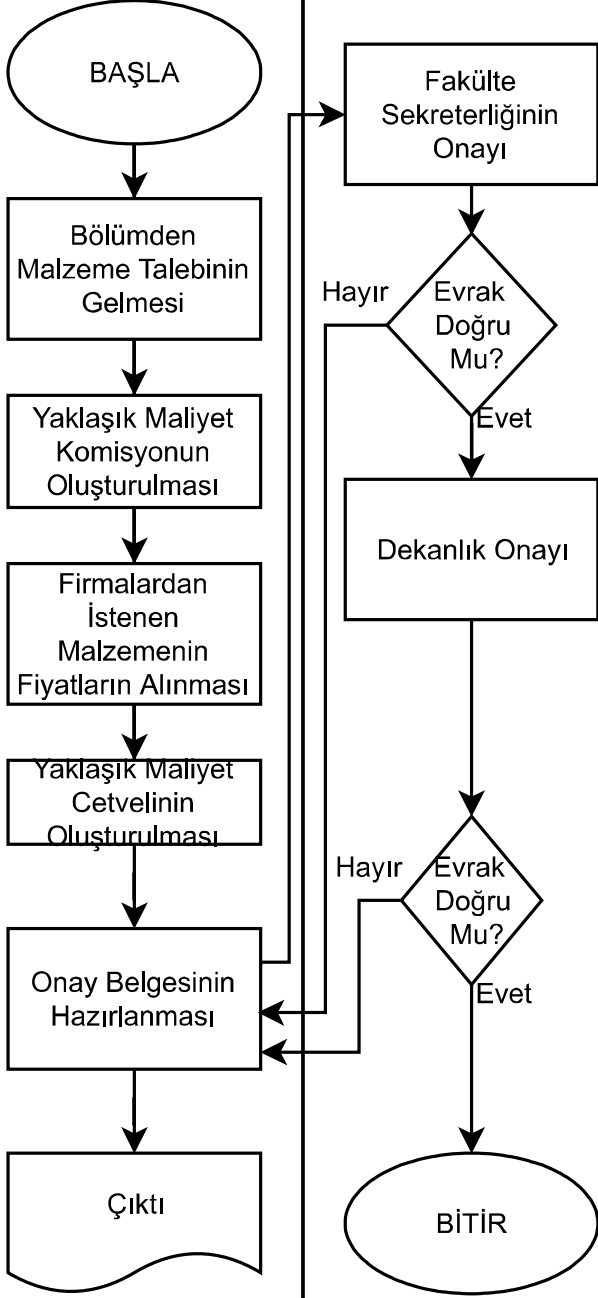 BAŞLA
Bölümden
Malzeme Talebinin
Gelmesi
Yaklaşık Maliyet
Komisyonun
Oluşturulması
Firmalardan
İstenen
Malzemenin
Fiyatların Alınması
Yaklaşık Maliyet
Cetvelinin
Oluşturulması
Onay Belgesinin
Hazırlanması
Çıktı
Fakülte
Sekreterliğinin
Onayı
Hayır
Evrak
Doğru
Mu?
Evet
Dekanlık Onayı
Hayır
Evrak
Doğru
Mu?
Evet
BİTİR